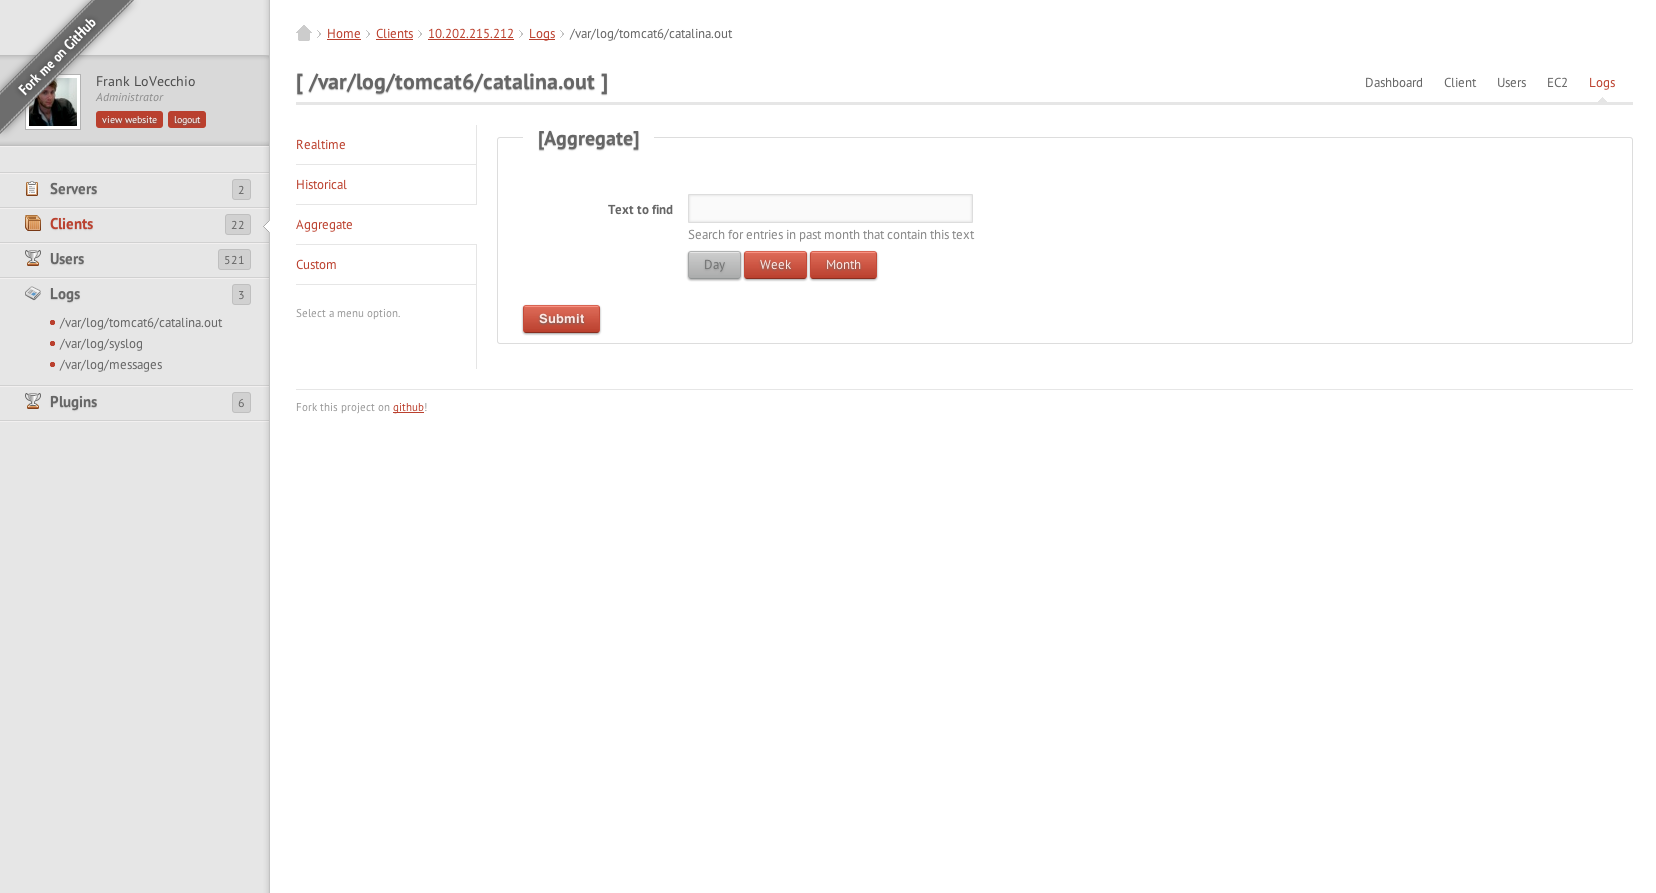 Fork me on GitHub
Frank LoVecchio
Administrator
view website logout
Servers 2
Clients 22
Users 521
Logs 3
/var/log/tomcat6/catalina.out
/var/log/syslog
/var/log/messages
Plugins 6
Home Clients 10.202.215.212 Logs /var/log/tomcat6/catalina.out
[ /var/log/tomcat6/catalina.out ]
Dashboard Client Users EC2 Logs
Realtime
Historical
Aggregate
Custom
Select a menu option.
[Aggregate]
Text to find
Search for entries in past month that contain this text
Day Week Month
Submit
Fork this project on github!